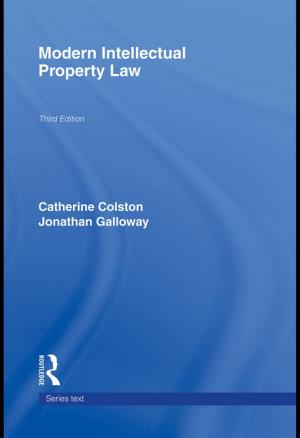 Modern Intellectual
Property Law
Third Edition
Catherine Colston
Jonathan Galloway
ROUTLEDGE
Series text